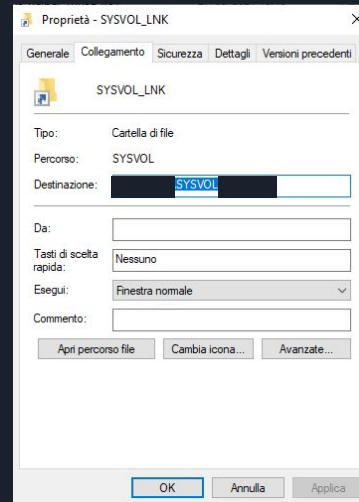 Proprietà - SYSVOL_LNK
Generale Collegamento Sicurezza Dettagli Versioni precedenti
SYSVOL_LNK
Tipo: Cartella di file
Percorso: SYSVOL
Destinazione: SYSVOL
Da:
Tasti di scelta rapida: Nessuno
Esegui: Finestra normale
Commento:
Apri percorso file Cambia icona... Avanzate...
OK Annulla Applica